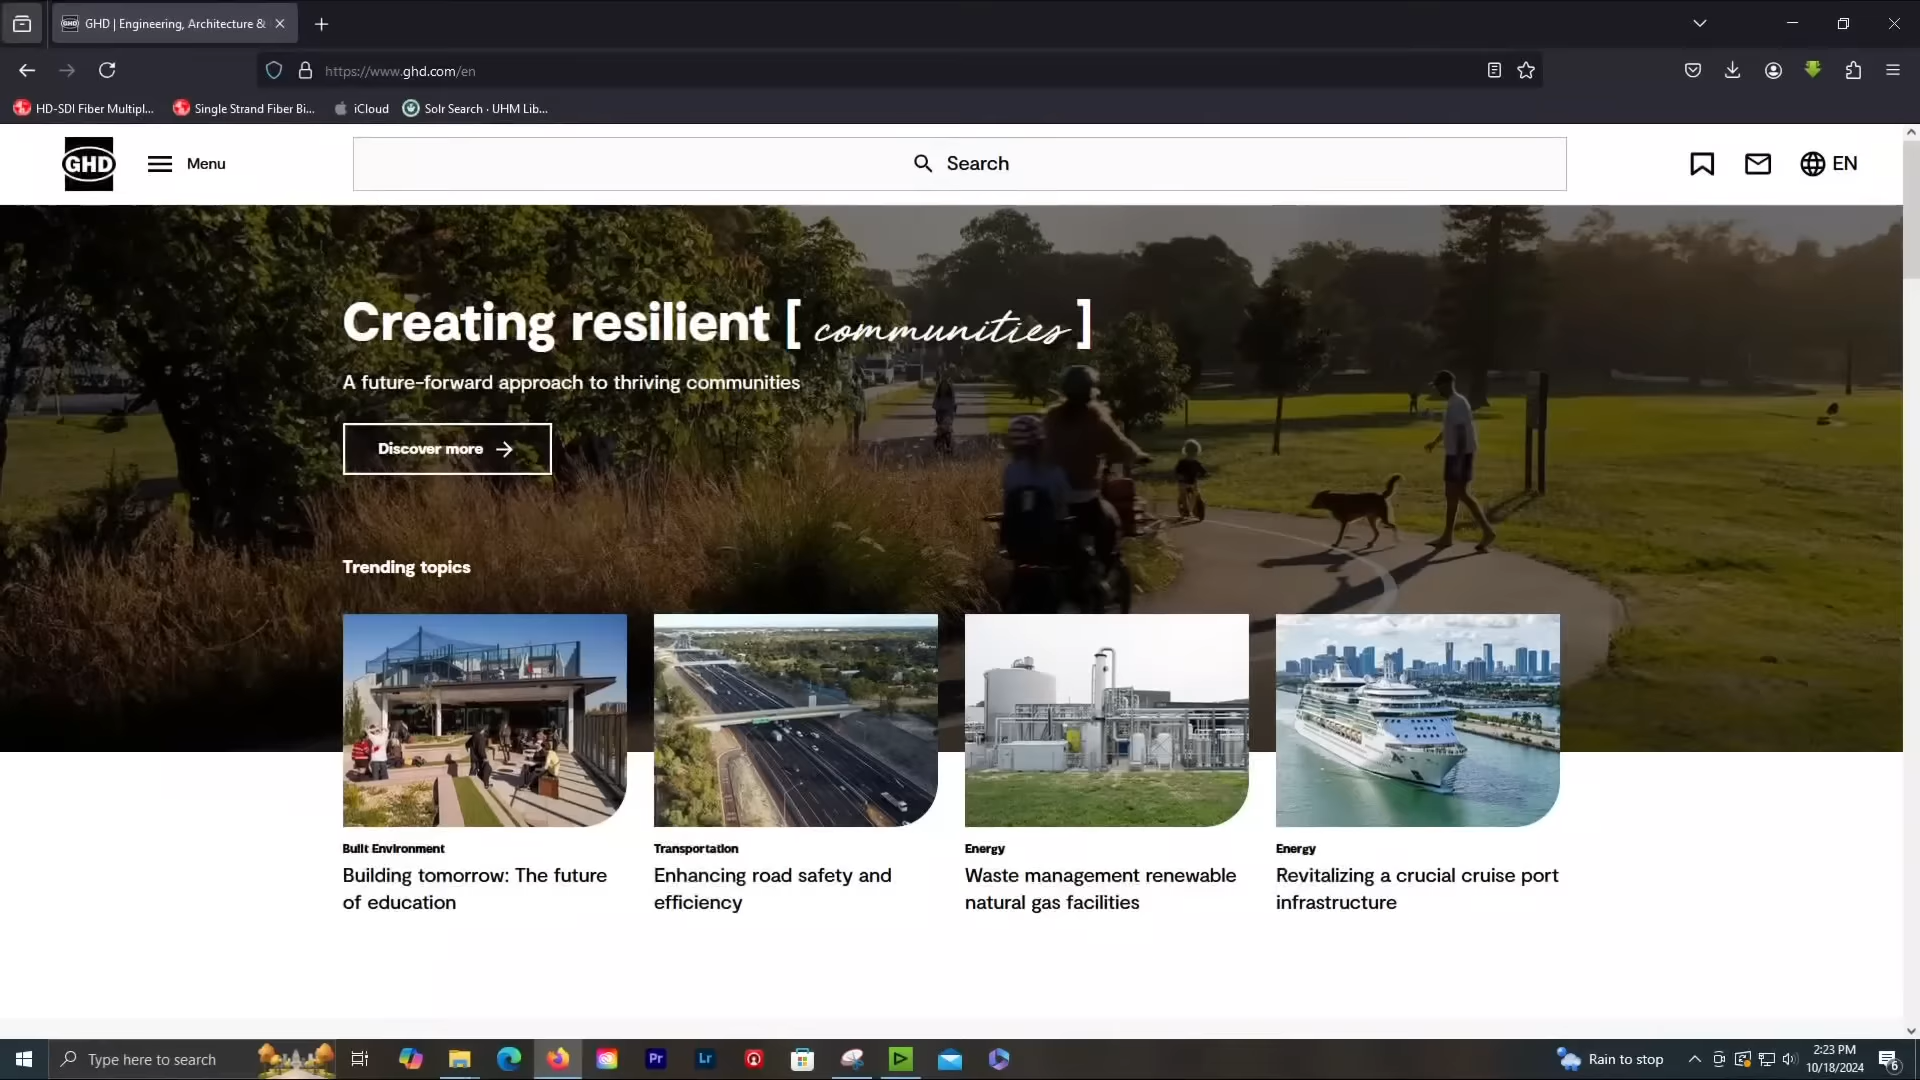 GHD | Engineering, Architecture &
https://www.ghd.com/en
HD-SDI Fiber Multipl...
Single Strand Fiber Bi...
iCloud
Solr Search · UHM Lib...
GHD
Menu
Search
EN
Creating resilient [ communities ]
A future-forward approach to thriving communities
Discover more
Trending topics
Built Environment
Building tomorrow: The future
of education
Transportation
Enhancing road safety and
efficiency
Energy
Waste management renewable
natural gas facilities
Energy
Revitalizing a crucial cruise port
infrastructure
Type here to search
Pr
Lr
Rain to stop
2:23 PM
10/18/2024
6